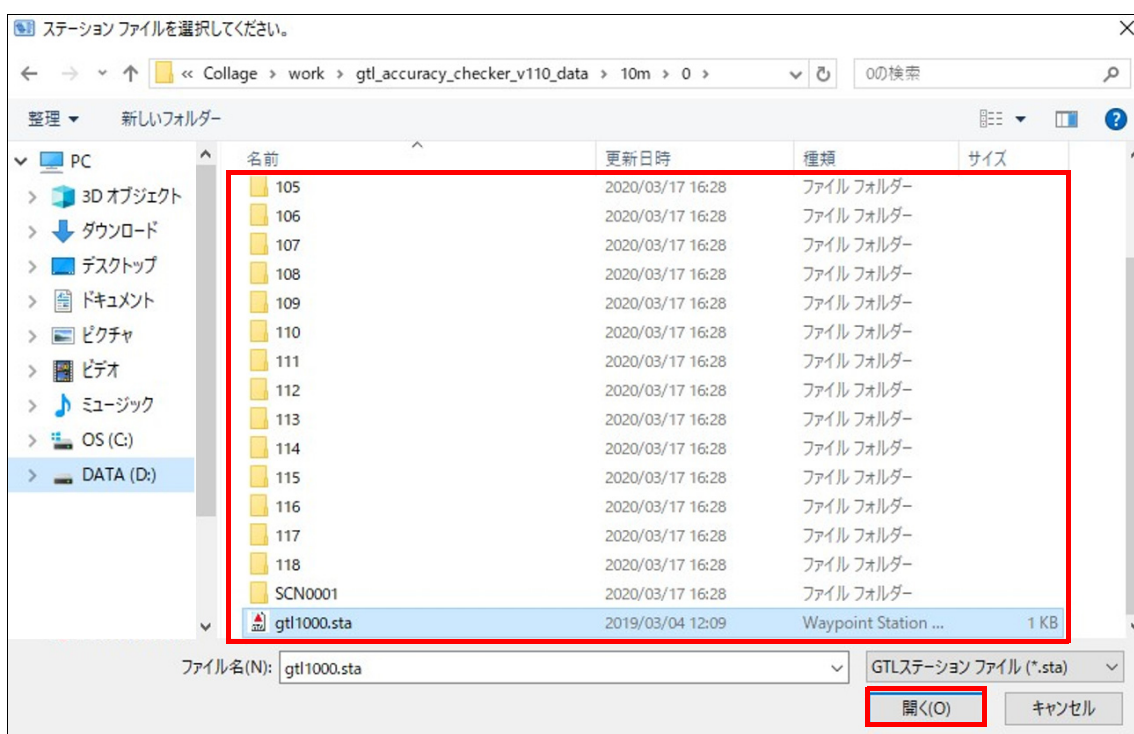 ステーション ファイルを選択してください。
« Collage › work › gtl_accuracy_checker_v110_data › 10m › 0 ›
0の検索
整理 新しいフォルダー
PC
3D オブジェクト
ダウンロード
デスクトップ
ドキュメント
ピクチャ
ビデオ
ミュージック
OS (C:)
DATA (D:)
名前 更新日時 種類 サイズ
105 2020/03/17 16:28 ファイル フォルダー
106 2020/03/17 16:28 ファイル フォルダー
107 2020/03/17 16:28 ファイル フォルダー
108 2020/03/17 16:28 ファイル フォルダー
109 2020/03/17 16:28 ファイル フォルダー
110 2020/03/17 16:28 ファイル フォルダー
111 2020/03/17 16:28 ファイル フォルダー
112 2020/03/17 16:28 ファイル フォルダー
113 2020/03/17 16:28 ファイル フォルダー
114 2020/03/17 16:28 ファイル フォルダー
115 2020/03/17 16:28 ファイル フォルダー
116 2020/03/17 16:28 ファイル フォルダー
117 2020/03/17 16:28 ファイル フォルダー
118 2020/03/17 16:28 ファイル フォルダー
SCN0001 2020/03/17 16:28 ファイル フォルダー
gtl1000.sta 2019/03/04 12:09 Waypoint Station ... 1 KB
ファイル名(N): gtl1000.sta GTLステーション ファイル (*.sta)
開く(O) キャンセル